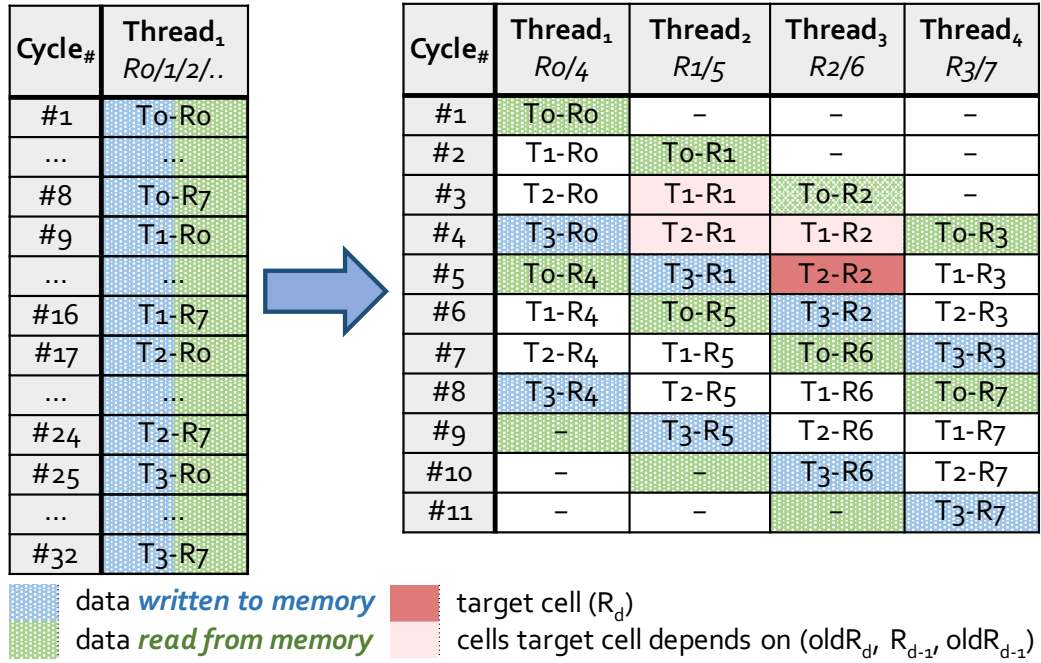 Cycle# Thread₁
R0/1/2/..
#1 T0-R0
... ...
#8 T0-R7
#9 T1-R0
... ...
#16 T1-R7
#17 T2-R0
... ...
#24 T2-R7
#25 T3-R0
... ...
#32 T3-R7
Cycle# Thread₁ Thread₂ Thread₃ Thread₄
R0/4 R1/5 R2/6 R3/7
#1 T0-R0 – – –
#2 T1-R0 T0-R1 – –
#3 T2-R0 T1-R1 T0-R2 –
#4 T3-R0 T2-R1 T1-R2 T0-R3
#5 T0-R4 T3-R1 T2-R2 T1-R3
#6 T1-R4 T0-R5 T3-R2 T2-R3
#7 T2-R4 T1-R5 T0-R6 T3-R3
#8 T3-R4 T2-R5 T1-R6 T0-R7
#9 – T3-R5 T2-R6 T1-R7
#10 – – T3-R6 T2-R7
#11 – – – T3-R7
data written to memory
data read from memory
target cell (R_d)
cells target cell depends on (oldR_d, R_d-1, oldR_d-1)